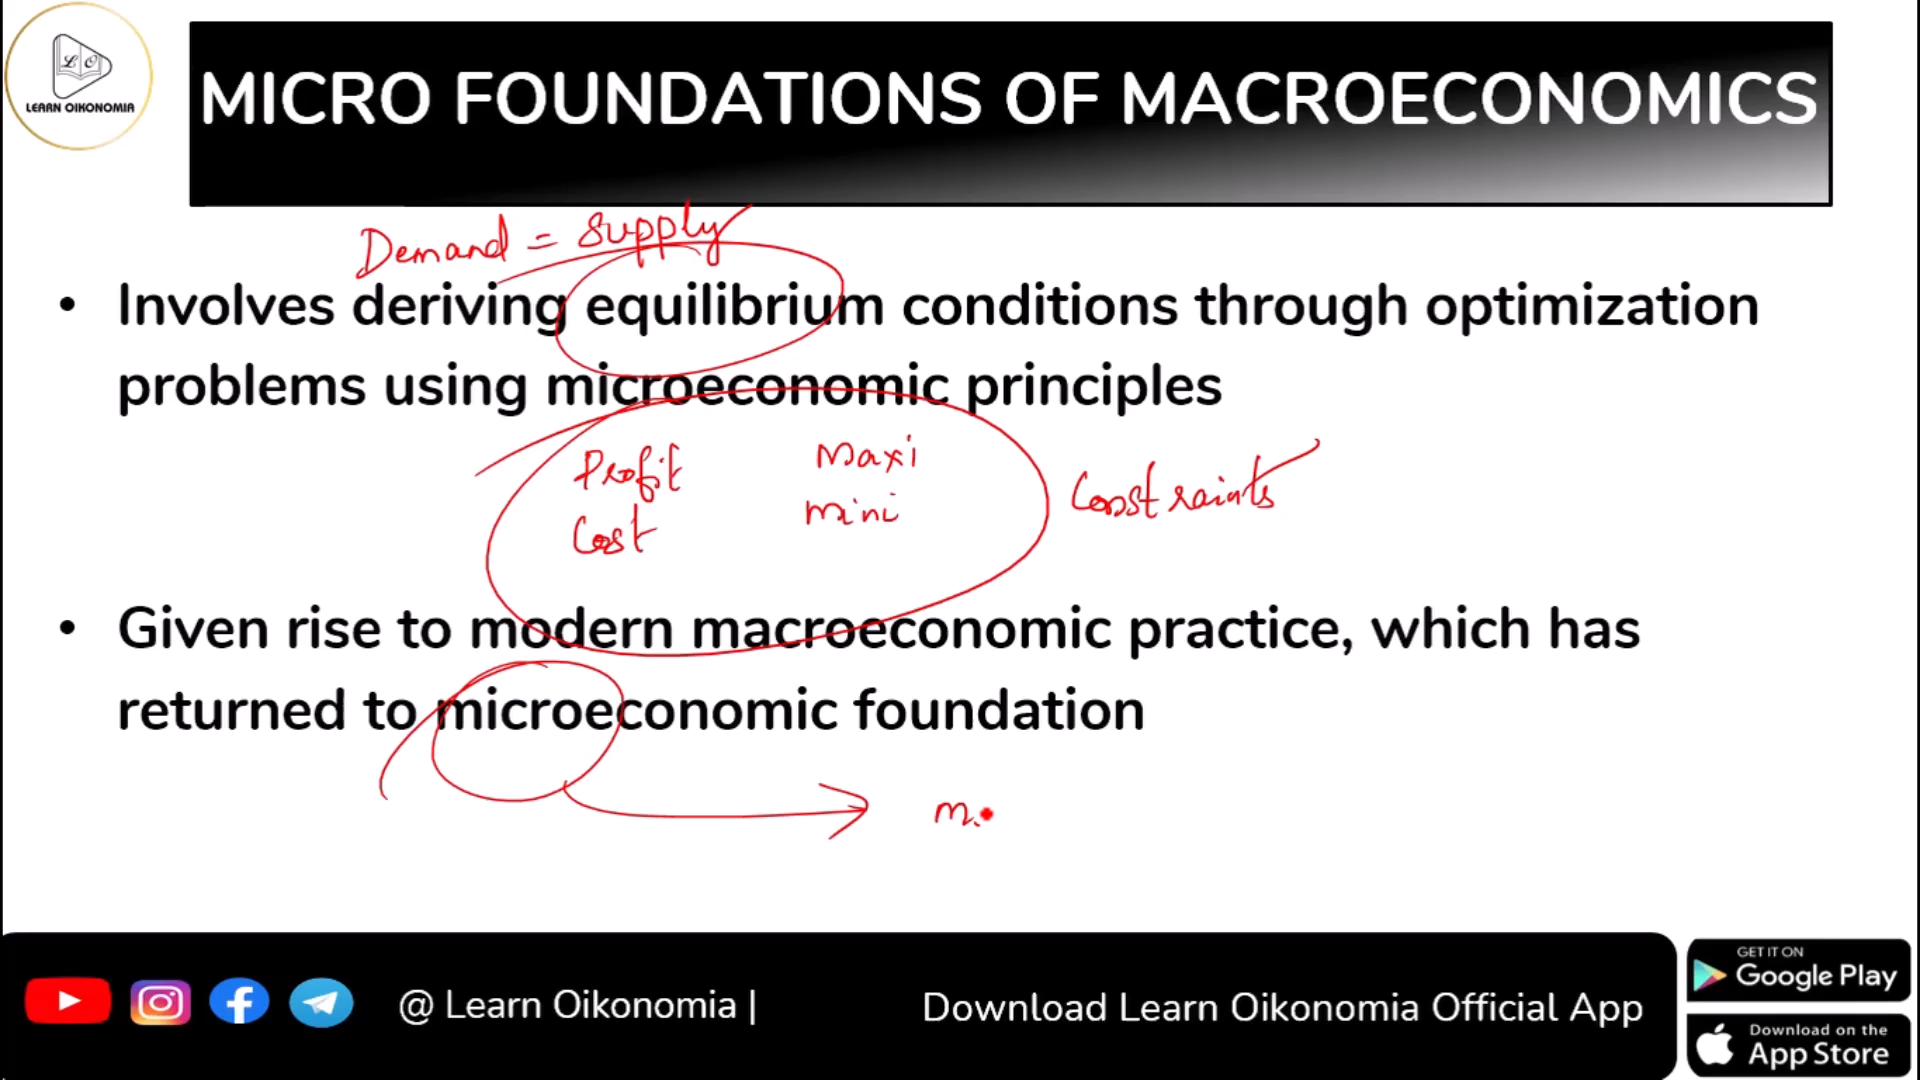 L O
LEARN OIKONOMIA
MICRO FOUNDATIONS OF MACROECONOMICS
Demand = Supply
• Involves deriving equilibrium conditions through optimization
problems using microeconomic principles
Profit Maxi
Cost Mini
Constraints
• Given rise to modern macroeconomic practice, which has
returned to microeconomic foundation
m
@ Learn Oikonomia |
Download Learn Oikonomia Official App
GET IT ON
Google Play
Download on the
App Store